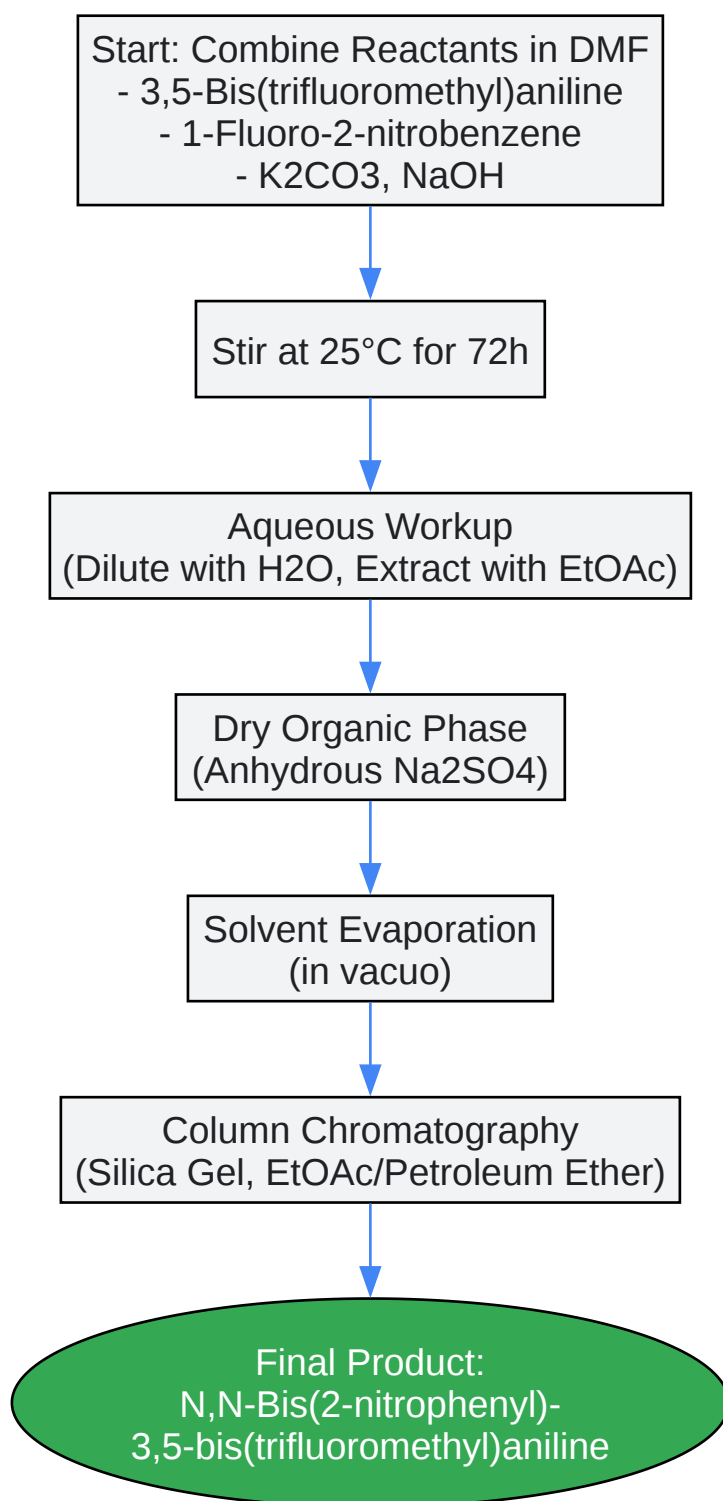 Start: Combine Reactants in DMF
- 3,5-Bis(trifluoromethyl)aniline
- 1-Fluoro-2-nitrobenzene
- K2CO3, NaOH
Stir at 25°C for 72h
Aqueous Workup
(Dilute with H2O, Extract with EtOAc)
Dry Organic Phase
(Anhydrous Na2SO4)
Solvent Evaporation
(in vacuo)
Column Chromatography
(Silica Gel, EtOAc/Petroleum Ether)
Final Product:
N,N-Bis(2-nitrophenyl)-
3,5-bis(trifluoromethyl)aniline